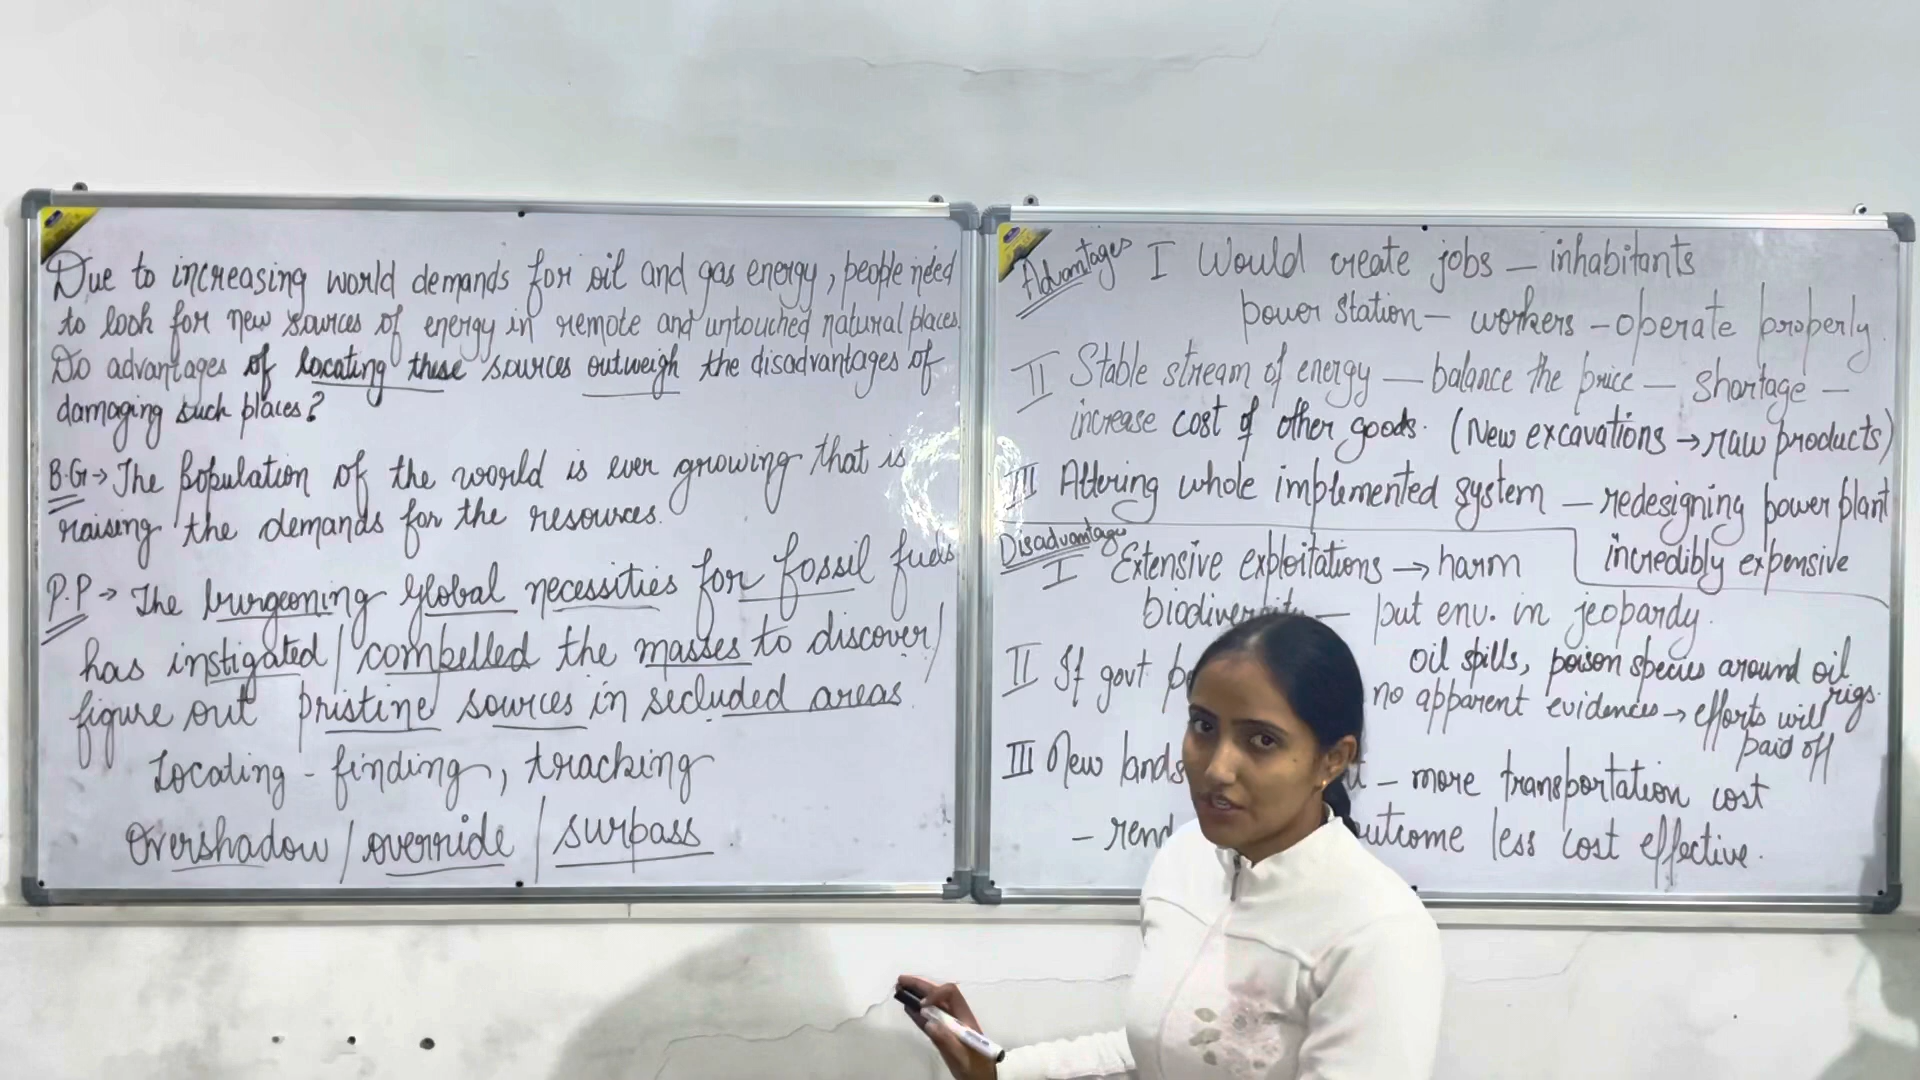 Due to increasing world demands for oil and gas energy, people need
to look for new sources of energy in remote and untouched natural places.
Do advantages of locating these sources outweigh the disadvantages of
damaging such places?
B.G → The population of the world is ever growing that is
raising the demands for the resources.
P.P → The burgeoning global necessities for fossil fuels
has instigated / compelled the masses to discover /
figure out pristine sources in secluded areas.
Locating - finding, tracking
Overshadow / override / surpass
Advantages I Would create jobs — inhabitants
power station — workers — operate properly.
II Stable stream of energy — balance the price — shortage —
increase cost of other goods. (New excavations → raw products)
III Altering whole implemented system — redesigning power plant
incredibly expensive
Disadvantages
I Extensive exploitations → harm
biodiversity — put env. in jeopardy.
II If govt oil spills, poison species around oil
rigs.
no apparent evidences → efforts will
paid off
III New lands — more transportation cost
— outcome less cost effective.